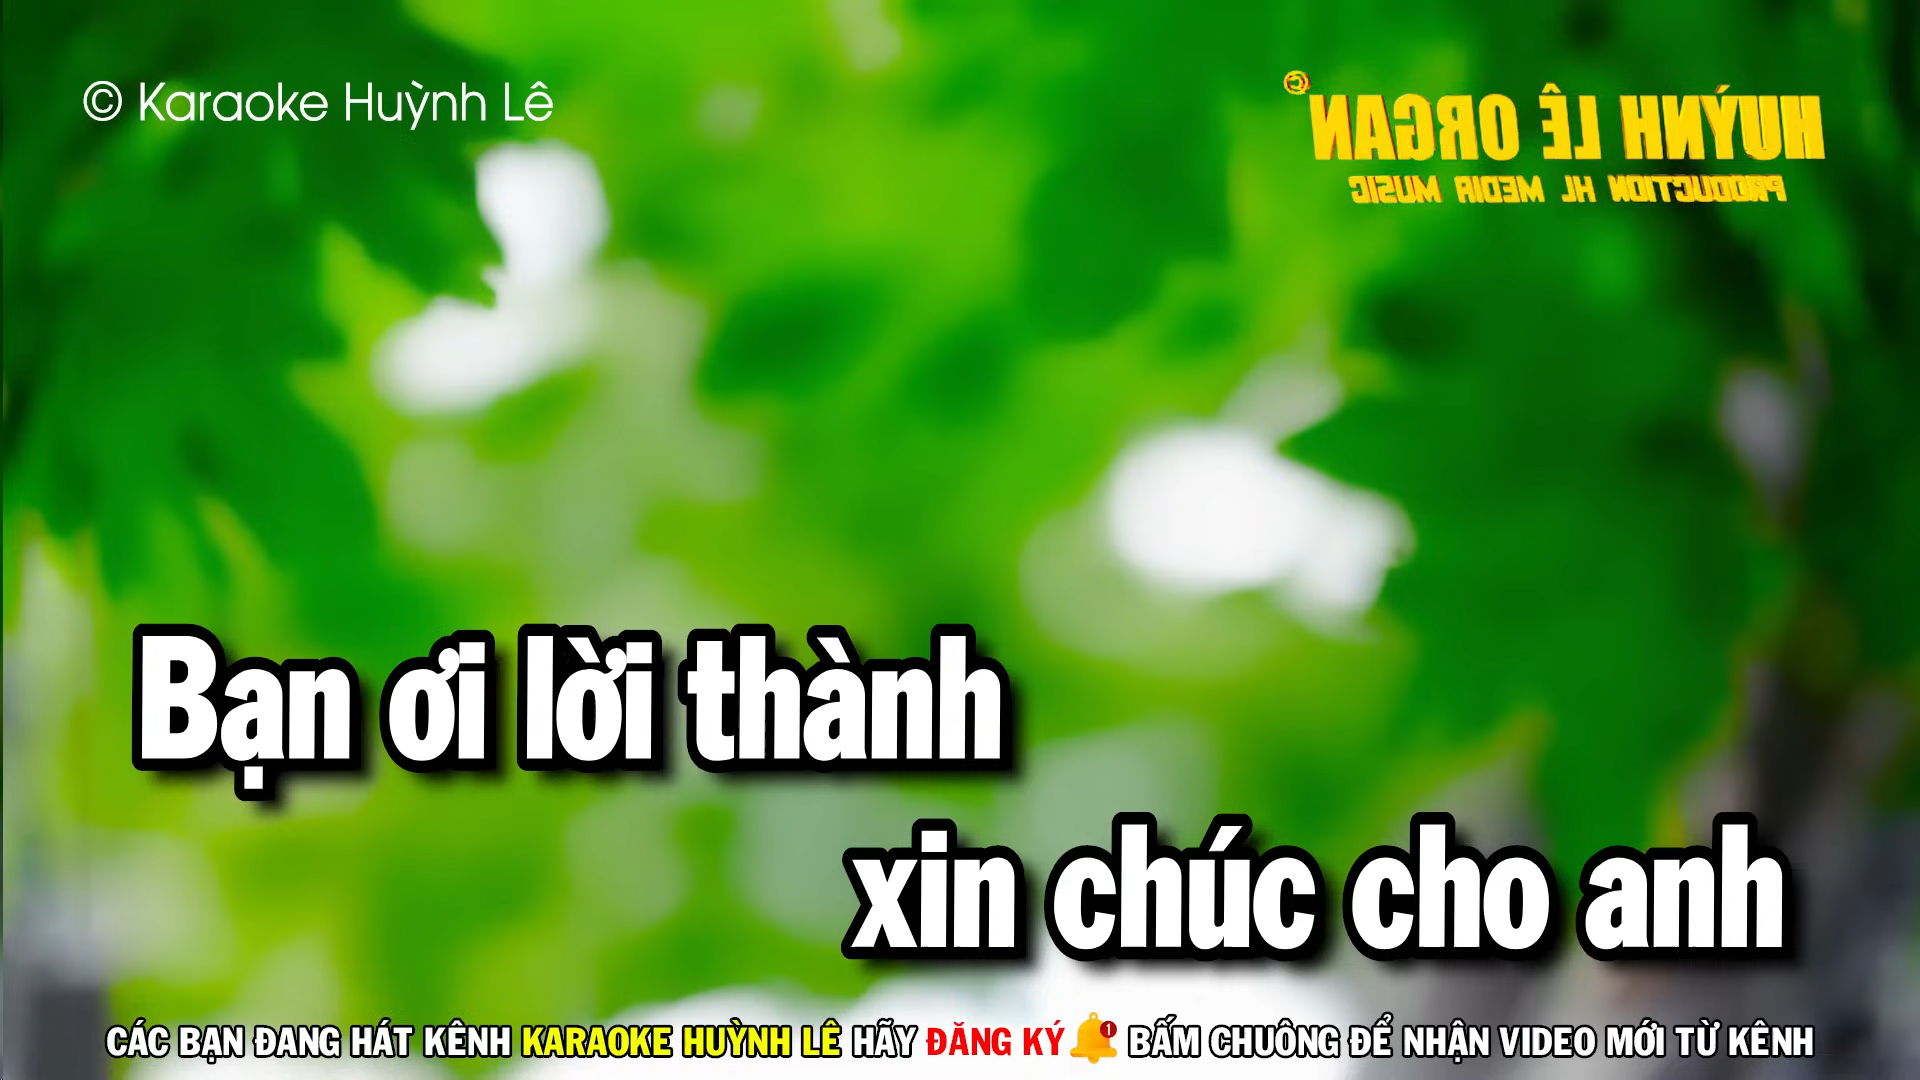 © Karaoke Huỳnh Lê
HUỲNH LÊ ORGAN
PRODUCTION HL MEDIA MUSIC
Bạn ơi lời thành
xin chúc cho anh
CÁC BẠN ĐANG HÁT KÊNH KARAOKE HUỲNH LÊ HÃY ĐĂNG KÝ 1 BẤM CHUÔNG ĐỂ NHẬN VIDEO MỚI TỪ KÊNH